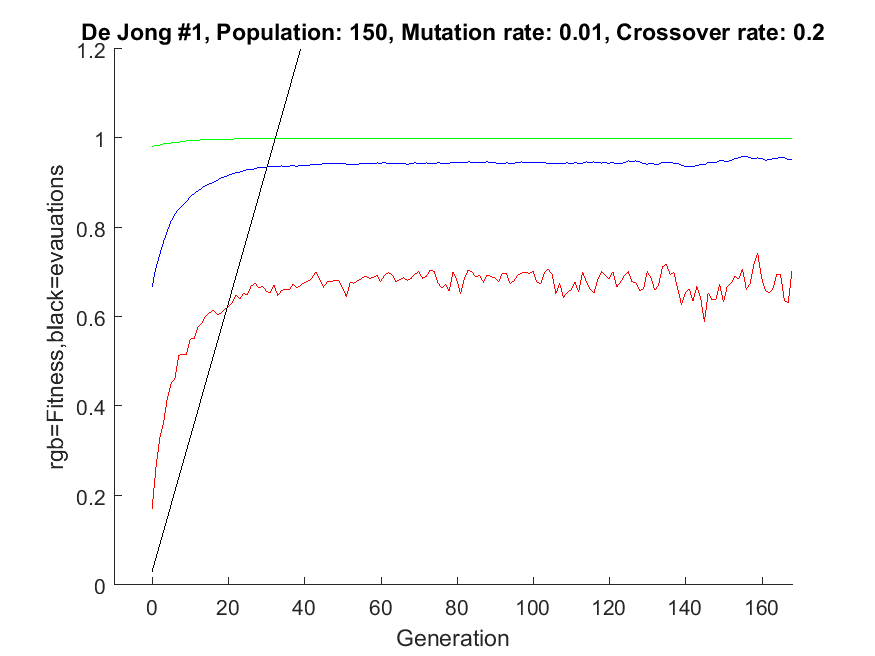 De Jong #1, Population: 150, Mutation rate: 0.01, Crossover rate: 0.2
1.2
1
0.8
0.6
0.4
0.2
0
rgb=Fitness,black=evauations
0 20 40 60 80 100 120 140 160
Generation